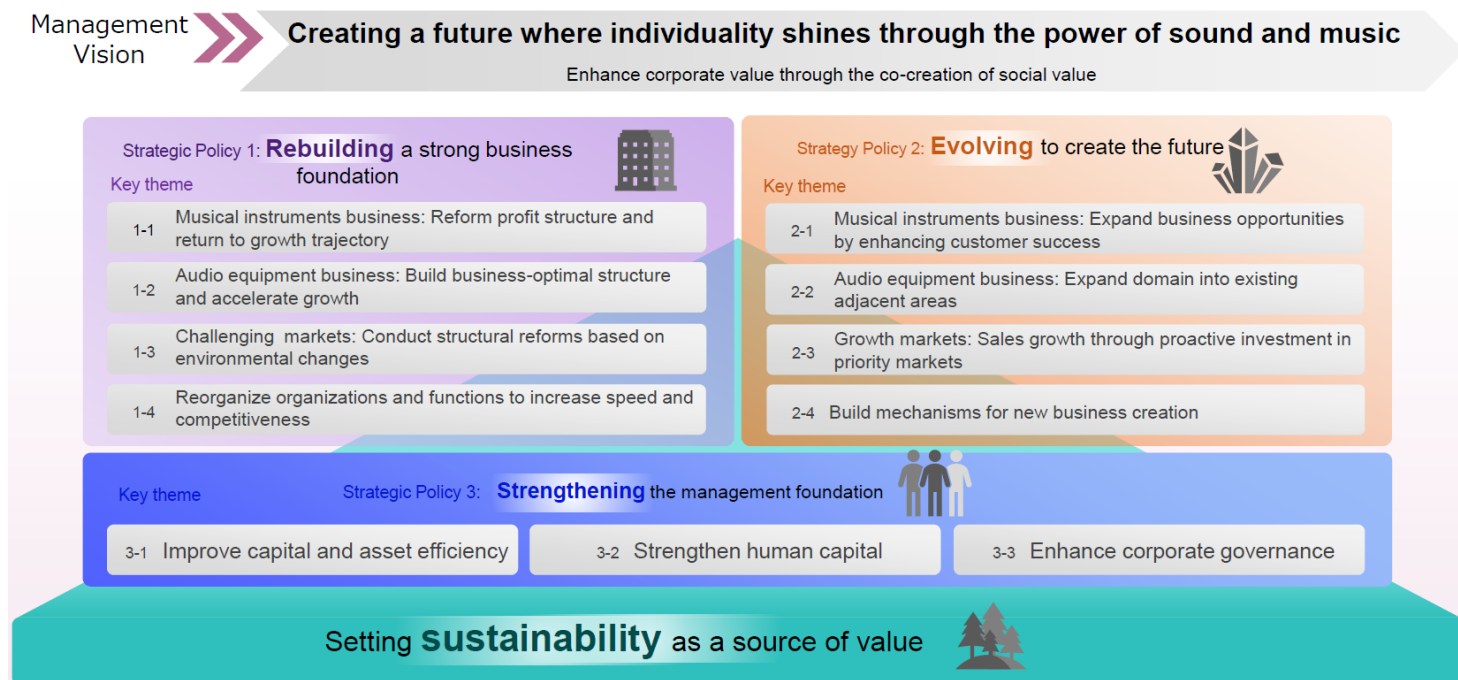 Management
Vision
Creating a future where individuality shines through the power of sound and music
Enhance corporate value through the co-creation of social value
Strategic Policy 1: Rebuilding a strong business
foundation
Key theme
1-1 Musical instruments business: Reform profit structure and
return to growth trajectory
1-2 Audio equipment business: Build business-optimal structure
and accelerate growth
1-3 Challenging markets: Conduct structural reforms based on
environmental changes
1-4 Reorganize organizations and functions to increase speed and
competitiveness
Strategy Policy 2: Evolving to create the future
Key theme
2-1 Musical instruments business: Expand business opportunities
by enhancing customer success
2-2 Audio equipment business: Expand domain into existing
adjacent areas
2-3 Growth markets: Sales growth through proactive investment in
priority markets
2-4 Build mechanisms for new business creation
Key theme
Strategic Policy 3: Strengthening the management foundation
3-1 Improve capital and asset efficiency
3-2 Strengthen human capital
3-3 Enhance corporate governance
Setting sustainability as a source of value